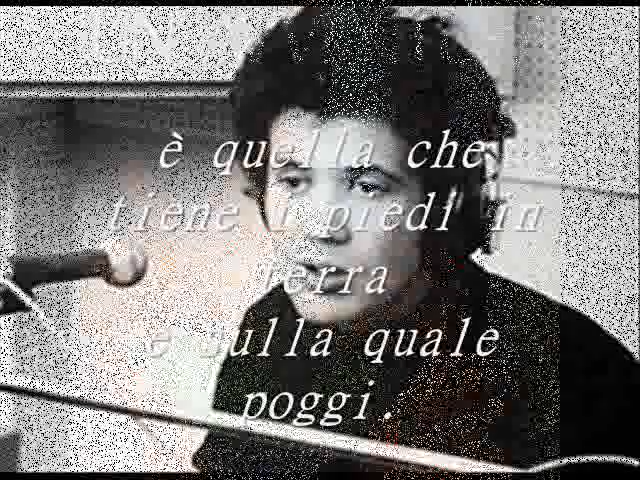 è quella che
tiene i piedi in
terra
e sulla quale
poggi.